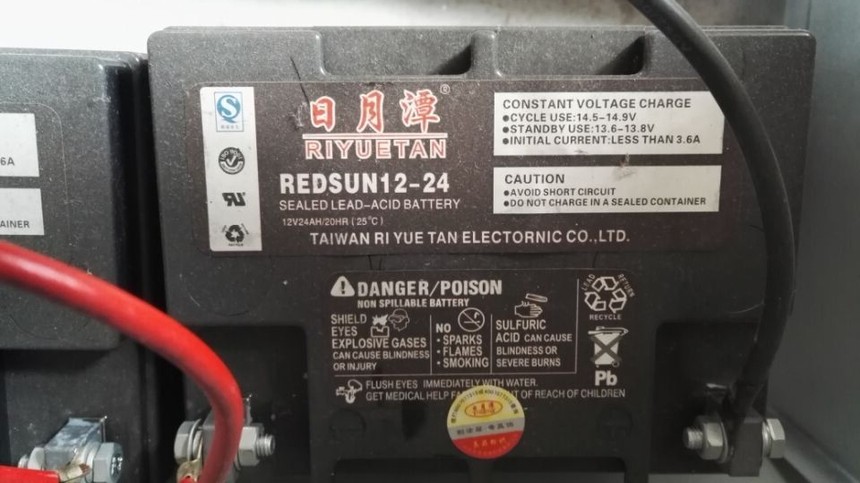 6A
AINER
日月潭®
RIYUETAN
REDSUN12-24
SEALED LEAD-ACID BATTERY
12V24AH/20HR (25°C)
TAIWAN RI YUE TAN ELECTORNIC CO.,LTD.
CONSTANT VOLTAGE CHARGE
●CYCLE USE:14.5-14.9V
●STANDBY USE:13.6-13.8V
●INITIAL CURRENT:LESS THAN 3.6A
CAUTION
●AVOID SHORT CIRCUIT
●DO NOT CHARGE IN A SEALED CONTAINER
DANGER/POISON
NON SPILLABLE BATTERY
SHIELD
EYES
EXPLOSIVE GASES
CAN CAUSE BLINDNESS
OR INJURY
NO
• SPARKS
• FLAMES
• SMOKING
SULFURIC
ACID CAN CAUSE
BLINDNESS OR
SEVERE BURNS
FLUSH EYES IMMEDIATELY WITH WATER.
GET MEDICAL HELP FA OUT OF REACH OF CHILDREN
LEAD RETURN
RECYCLE
Pb